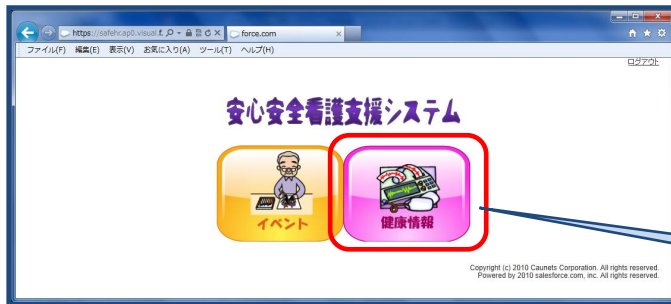 https://safehr.ap0.visual.f
force.com
ファイル(F) 編集(E) 表示(V) お気に入り(A) ツール(T) ヘルプ(H)
ログアウト
安心安全看護支援システム
イベント 健康情報
Copyright (c) 2010 Caunets Corporation. All rights reserved.
Powered by 2010 salesforce.com, inc. All rights reserved.